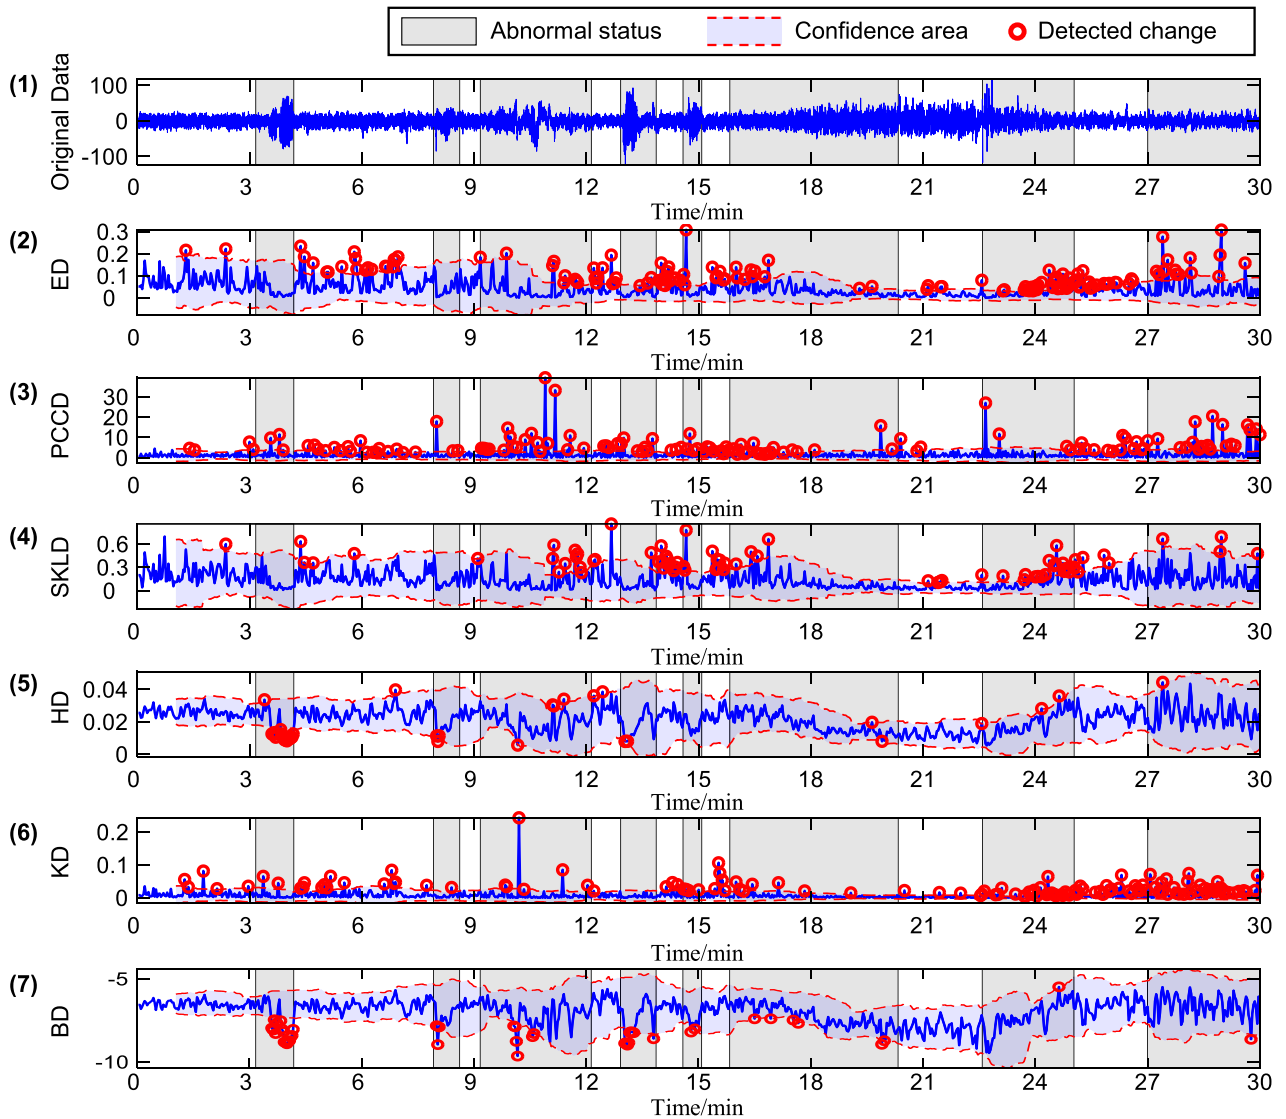 Abnormal status Confidence area Detected change
(1)
Original Data
100
0
-100
0 3 6 9 12 15 18 21 24 27 30
Time/min
(2)
ED
0.3
0.2
0.1
0
0 3 6 9 12 15 18 21 24 27 30
Time/min
(3)
PCCD
30
20
10
0
0 3 6 9 12 15 18 21 24 27 30
Time/min
(4)
SKLD
0.6
0.3
0
0 3 6 9 12 15 18 21 24 27 30
Time/min
(5)
HD
0.04
0.02
0
0 3 6 9 12 15 18 21 24 27 30
Time/min
(6)
KD
0.2
0.1
0
0 3 6 9 12 15 18 21 24 27 30
Time/min
(7)
BD
-5
-10
0 3 6 9 12 15 18 21 24 27 30
Time/min